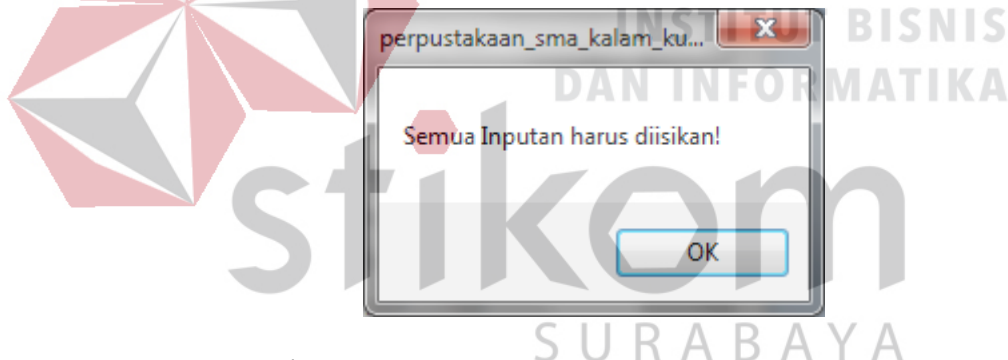 INSTITUT BISNIS
perpustakaan_sma_kalam_ku...
DAN INFORMATIKA
Semua Inputan harus diisikan!
stikom
OK
SURABAYA